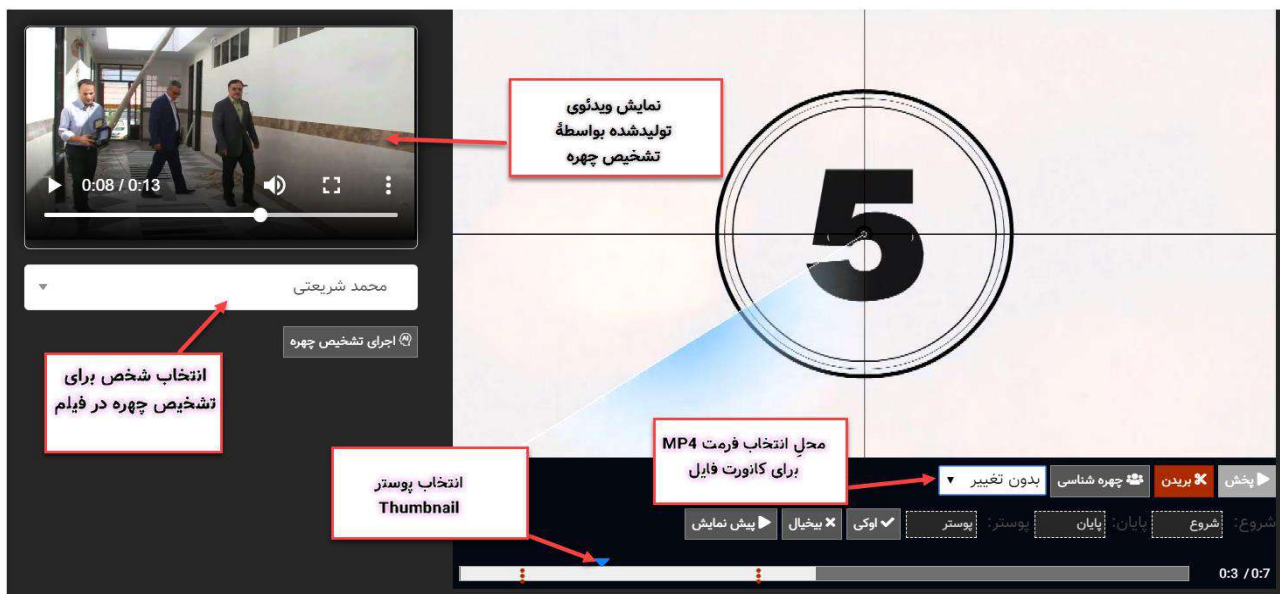 0:08 / 0:13
نمایش ویدئوی
تولیدشده بواسطهٔ
تشخیص چهره
5
محمد شریعتی
اجرای تشخیص چهره
انتخاب شخص برای
تشخیص چهره در فیلم
محلِ انتخاب فرمت MP4
برای کانورت فایل
انتخاب پوستر
Thumbnail
پخش
بریدن
چهره شناسی
بدون تغییر
شروع: شروع پایان: پایان پوستر: پوستر
اوکی
بیخیال
پیش نمایش
0:3 / 0:7